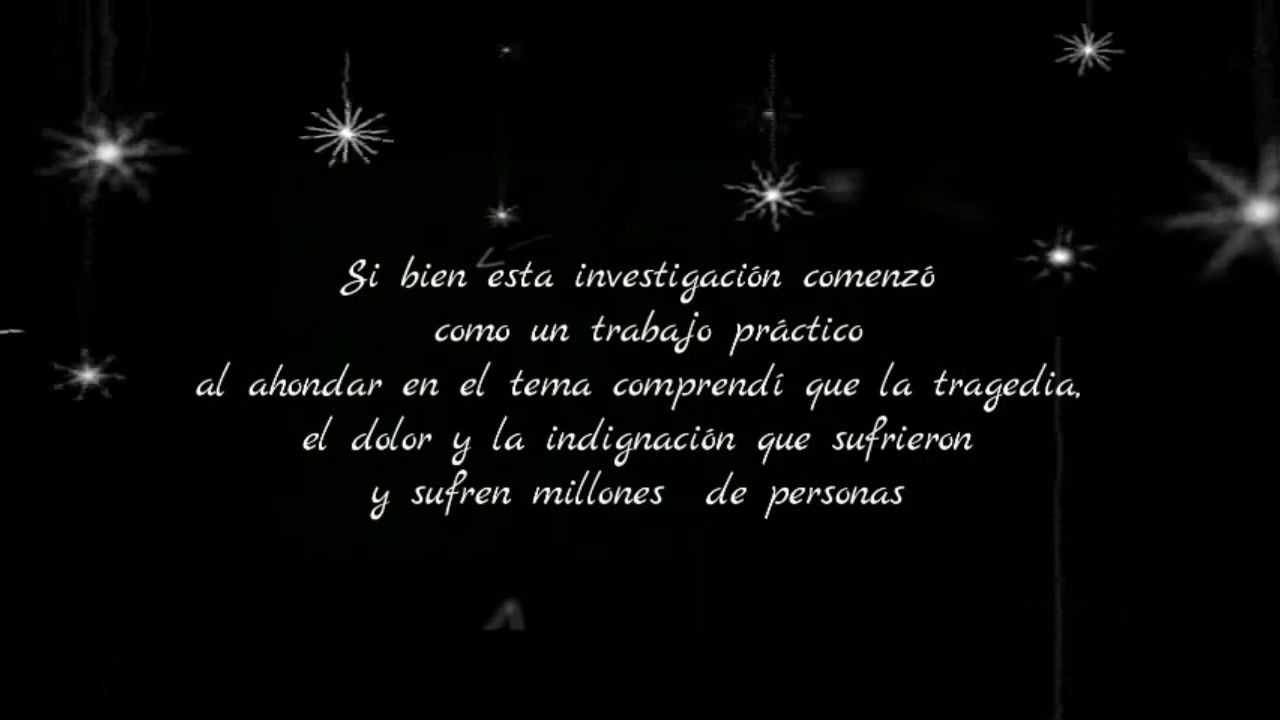 Si bien esta investigación comenzó
como un trabajo práctico
al ahondar en el tema comprendí que la tragedia,
el dolor y la indignación que sufrieron
y sufren millones de personas